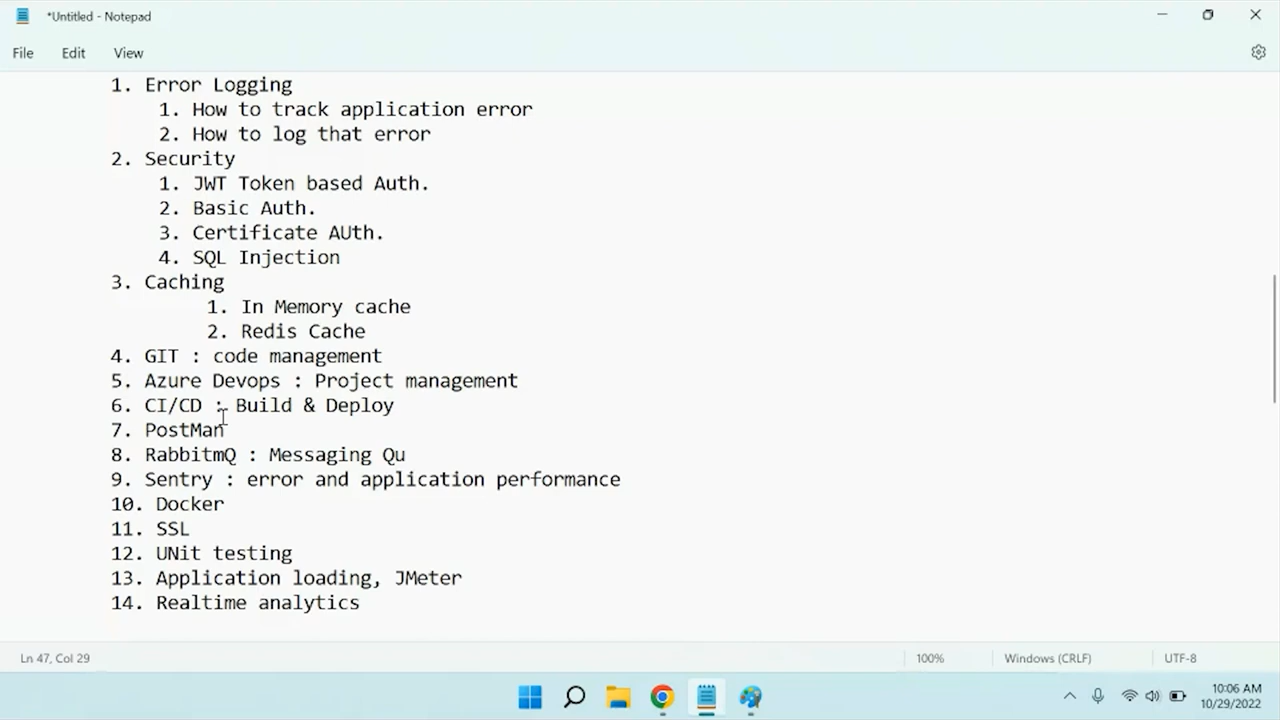 *Untitled - Notepad
File Edit View
1. Error Logging
1. How to track application error
2. How to log that error
2. Security
1. JWT Token based Auth.
2. Basic Auth.
3. Certificate AUth.
4. SQL Injection
3. Caching
1. In Memory cache
2. Redis Cache
4. GIT : code management
5. Azure Devops : Project management
6. CI/CD : Build & Deploy
7. PostMan
8. RabbitmQ : Messaging Qu
9. Sentry : error and application performance
10. Docker
11. SSL
12. UNit testing
13. Application loading, JMeter
14. Realtime analytics
Ln 47, Col 29 100% Windows (CRLF) UTF-8
10:06 AM
10/29/2022